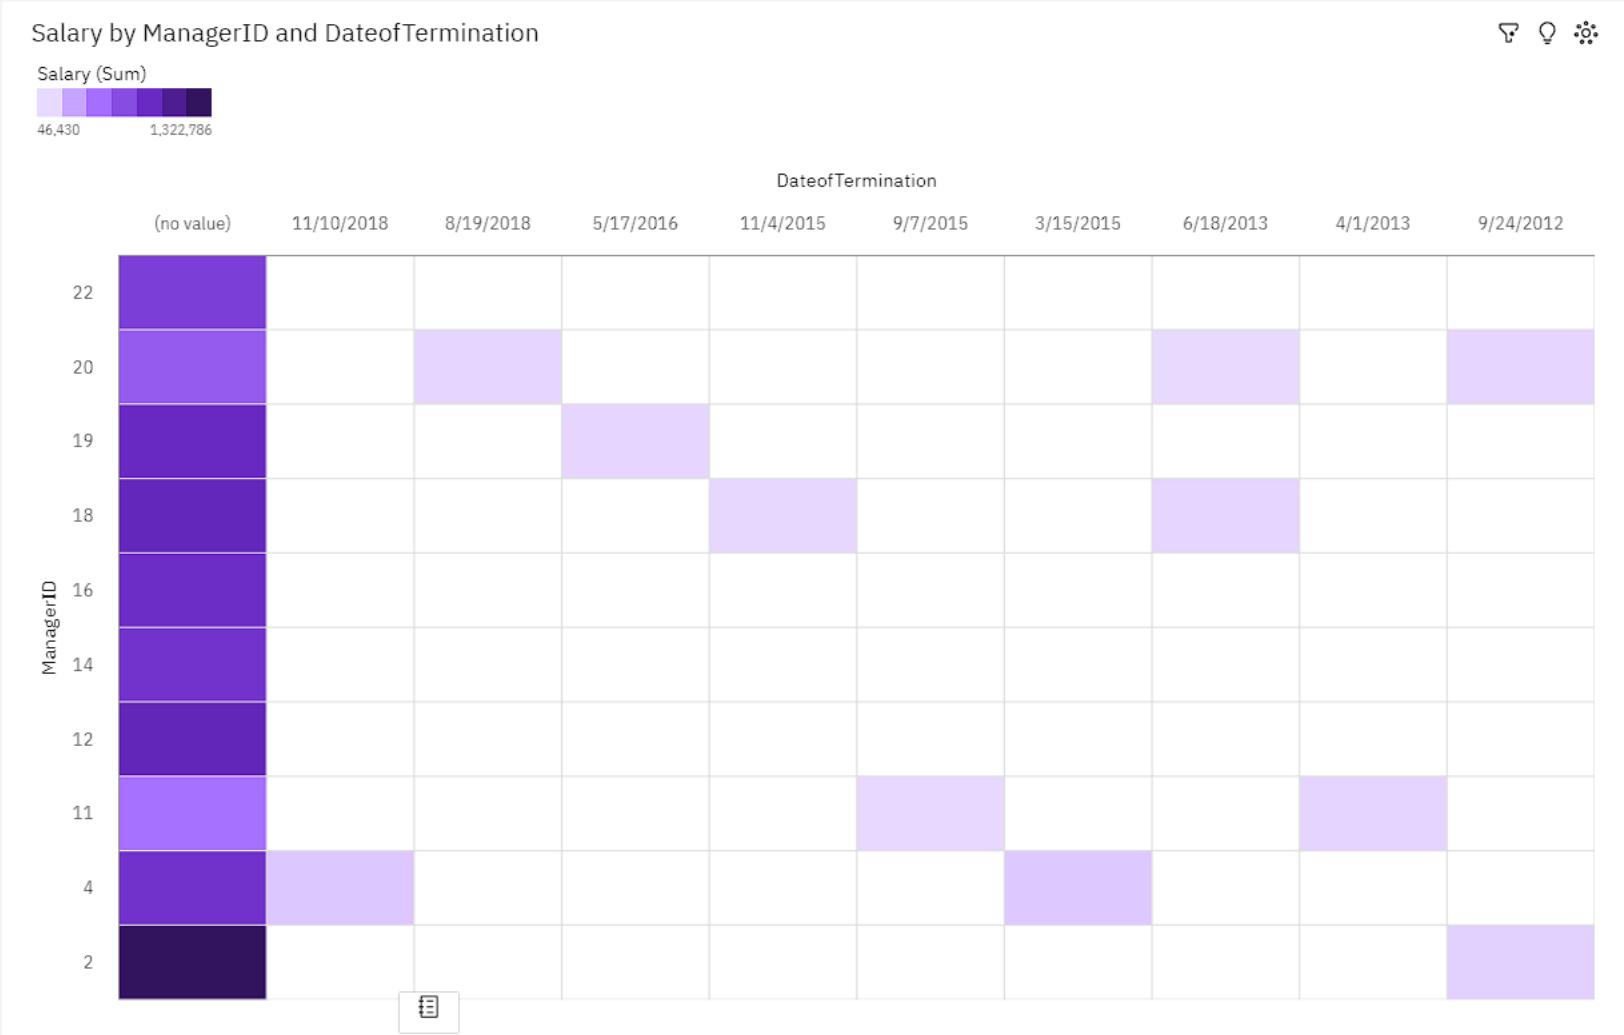 Salary by ManagerID and DateofTermination
Salary (Sum)
46,430 1,322,786
DateofTermination
(no value) 11/10/2018 8/19/2018 5/17/2016 11/4/2015 9/7/2015 3/15/2015 6/18/2013 4/1/2013 9/24/2012
ManagerID
22
20
19
18
16
14
12
11
4
2